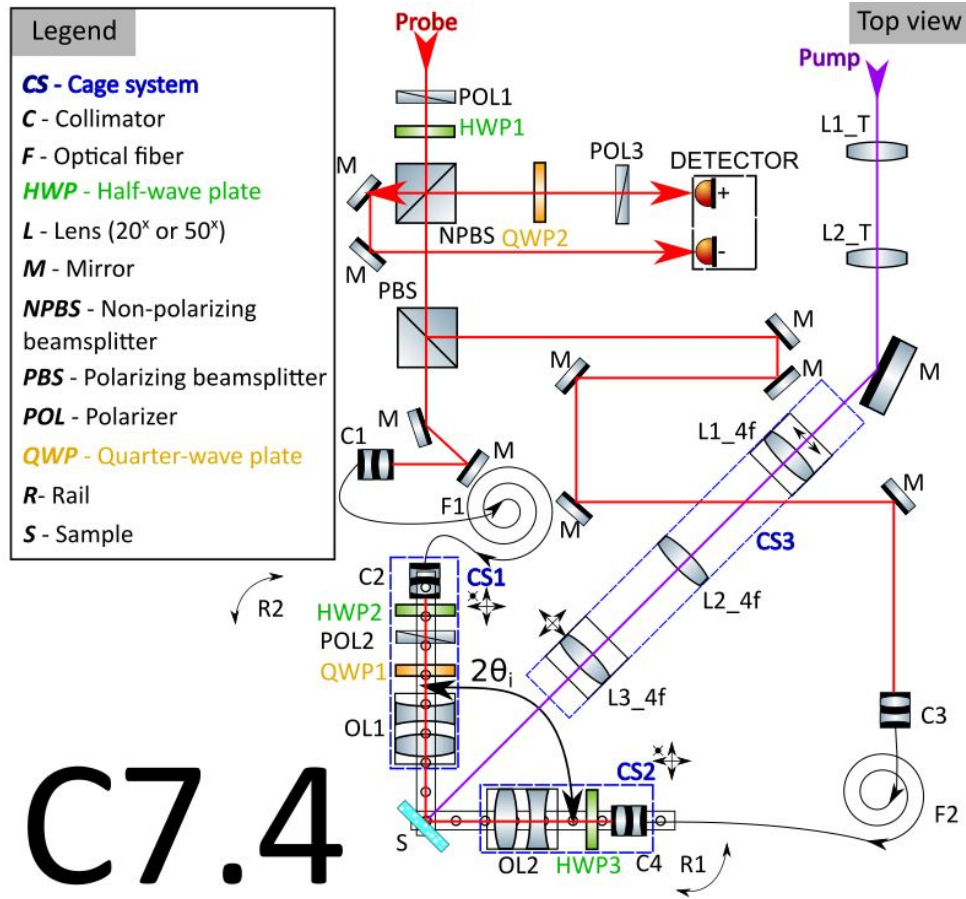 Legend
CS - Cage system
C - Collimator
F - Optical fiber
HWP - Half-wave plate
L - Lens (20ˣ or 50ˣ)
M - Mirror
NPBS - Non-polarizing
beamsplitter
PBS - Polarizing beamsplitter
POL - Polarizer
QWP - Quarter-wave plate
R- Rail
S - Sample
Top view
Probe
Pump
POL1
HWP1
L1_T
M
POL3
DETECTOR
+
NPBS
QWP2
-
M
L2_T
PBS
M
M
M
M
M
C1
M
M
L1_4f
F1
M
M
CS3
C2
CS1
L2_4f
R2
HWP2
POL2
QWP1
2θi
L3_4f
OL1
C3
CS2
S
OL2
HWP3
C4
R1
F2
C7.4